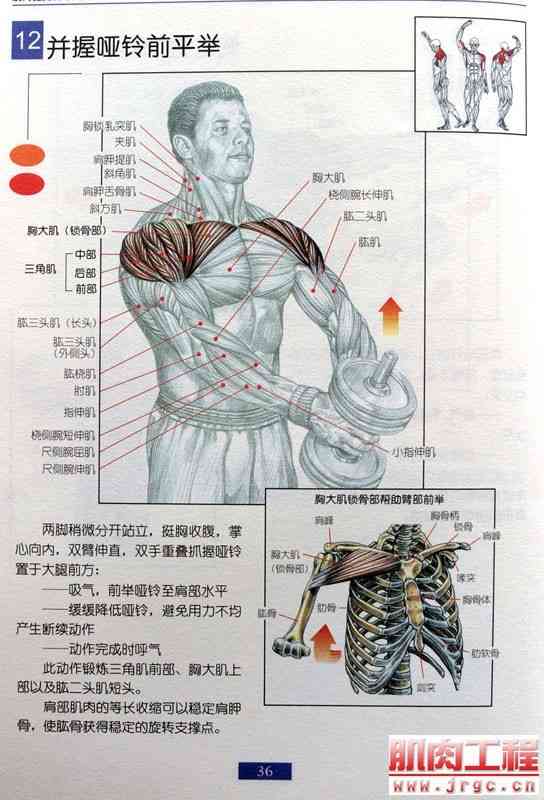 12 并握哑铃前平举
胸锁乳突肌
夹肌
肩胛提肌
斜角肌
肩胛舌骨肌
斜方肌
胸大肌（锁骨部）
三角肌
中部
后部
前部
肱三头肌（长头）
肱三头肌
（外侧头）
肱桡肌
肘肌
指伸肌
桡侧腕短伸肌
尺侧腕屈肌
尺侧腕伸肌
胸大肌
桡侧腕长伸肌
肱二头肌
肱肌
小指伸肌
两脚稍微分开站立，挺胸收腹，掌
心向内，双臂伸直，双手重叠抓握哑铃
置于大腿前方：
——吸气，前举哑铃至肩部水平
——缓缓降低哑铃，避免用力不均
产生断续动作
——动作完成时呼气
此动作锻炼三角肌前部、胸大肌上
部以及肱二头肌短头。
肩部肌肉的等长收缩可以稳定肩胛
骨，使肱骨获得稳定的旋转支撑点。
胸大肌锁骨部帮助臂部前举
肩峰
胸骨柄
锁骨
肩峰
胸大肌
（锁骨部）
喙突
胸骨体
肱骨
肋骨
肋软骨
剑突
36
肌肉工程
www.jrgc.cn